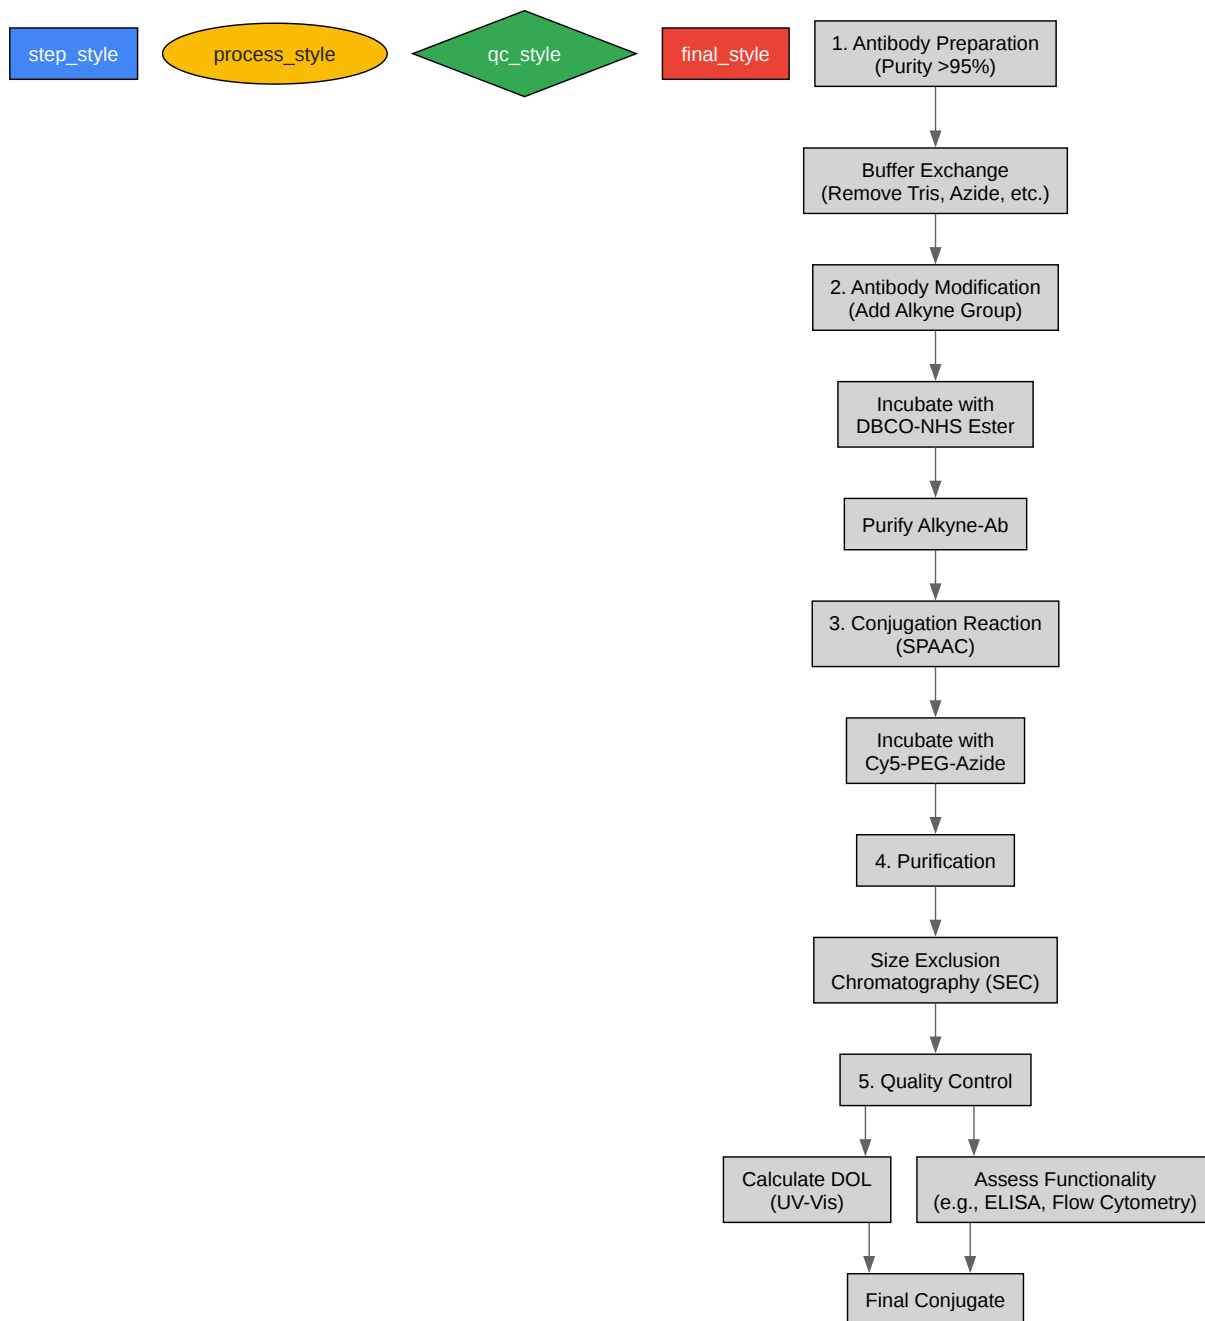 step_style
process_style
qc_style
final_style
1. Antibody Preparation
(Purity >95%)
Buffer Exchange
(Remove Tris, Azide, etc.)
2. Antibody Modification
(Add Alkyne Group)
Incubate with
DBCO-NHS Ester
Purify Alkyne-Ab
3. Conjugation Reaction
(SPAAC)
Incubate with
Cy5-PEG-Azide
4. Purification
Size Exclusion
Chromatography (SEC)
5. Quality Control
Calculate DOL
(UV-Vis)
Assess Functionality
(e.g., ELISA, Flow Cytometry)
Final Conjugate